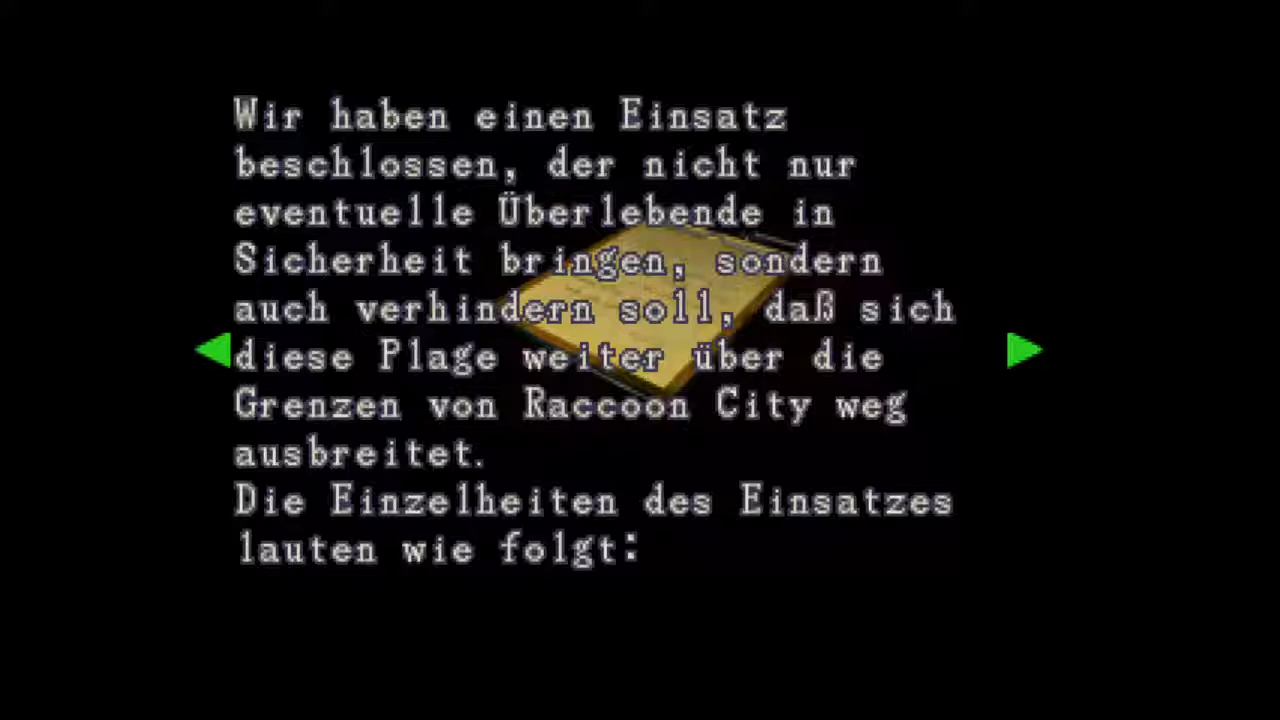 Wir haben einen Einsatz
beschlossen, der nicht nur
eventuelle Überlebende in
Sicherheit bringen, sondern
auch verhindern soll, daß sich
diese Plage weiter über die
Grenzen von Raccoon City weg
ausbreitet.
Die Einzelheiten des Einsatzes
lauten wie folgt: